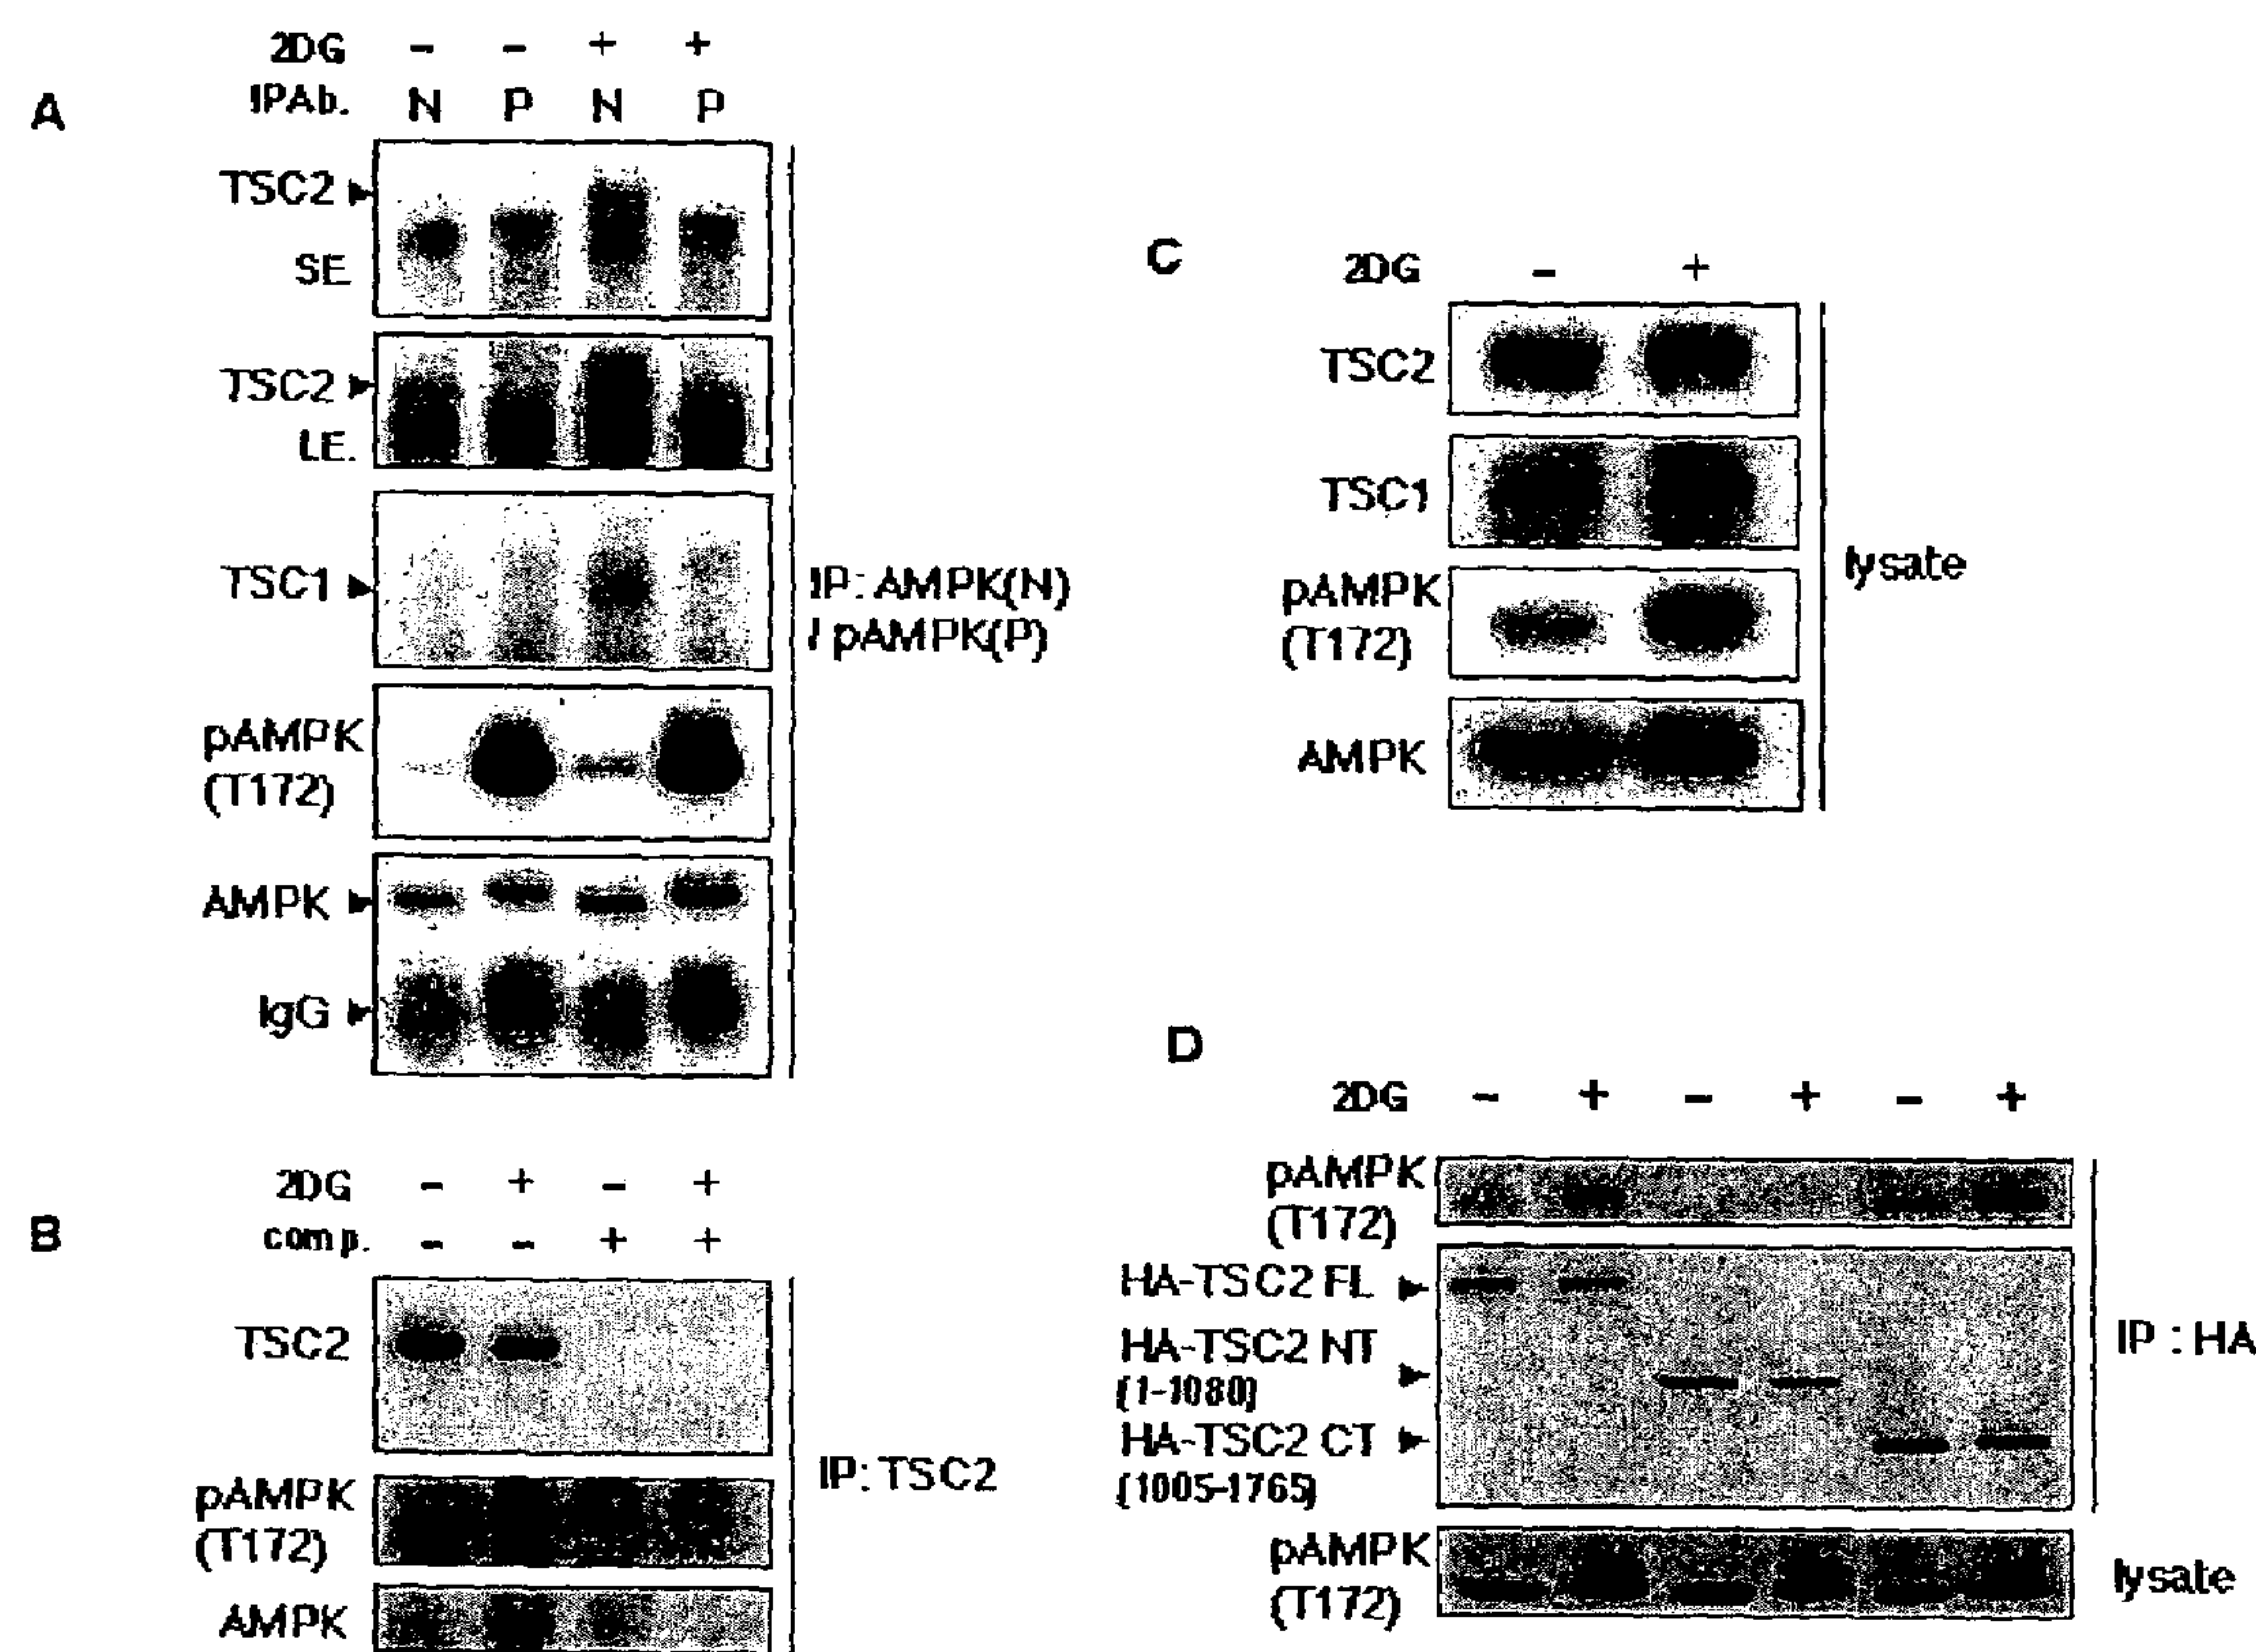 A
2DG - - + +
IPAb. N P N P
TSC2
SE.
TSC2
LE.
TSC1
pAMPK
(T172)
AMPK
IgG
IP: AMPK(N)
/ pAMPK(P)
B
2DG - + - +
comp. - - + +
TSC2
pAMPK
(T172)
AMPK
IP: TSC2
C
2DG - +
TSC2
TSC1
pAMPK
(T172)
AMPK
lysate
D
2DG - + - + - +
pAMPK
(T172)
HA-TSC2 FL
HA-TSC2 NT
(1-1080)
HA-TSC2 CT
(1005-1765)
IP : HA
pAMPK
(T172)
lysate